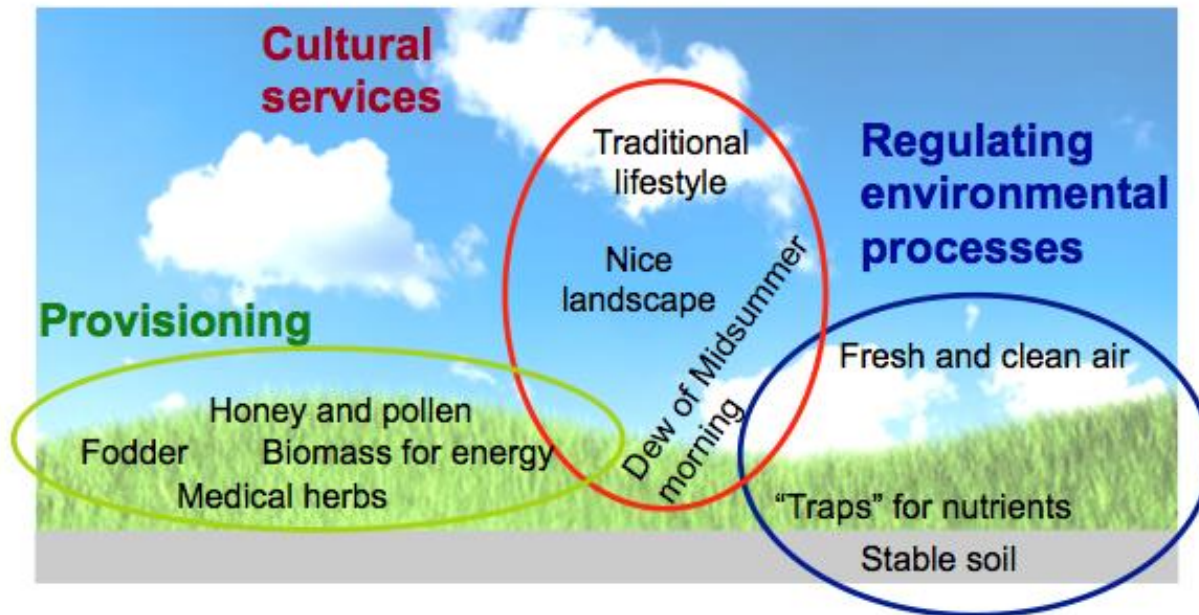 Cultural
services
Traditional
lifestyle
Nice
landscape
Dew of Midsummer
morning
Regulating
environmental
processes
Fresh and clean air
“Traps” for nutrients
Stable soil
Provisioning
Honey and pollen
Fodder
Biomass for energy
Medical herbs